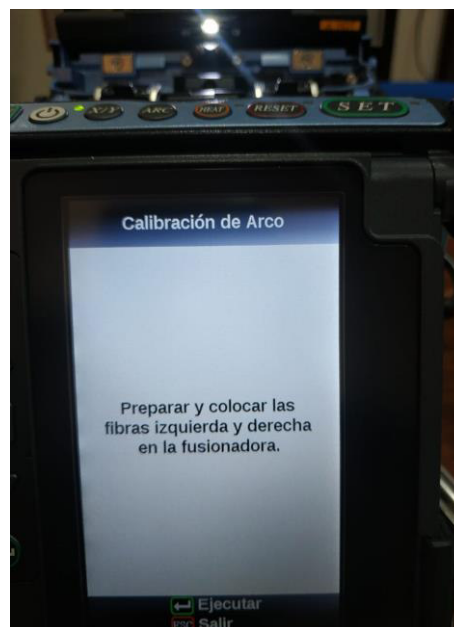 X/Y ARC HEAT RESET SET
Calibración de Arco
Preparar y colocar las
fibras izquierda y derecha
en la fusionadora.
Ejecutar
ESC Salir